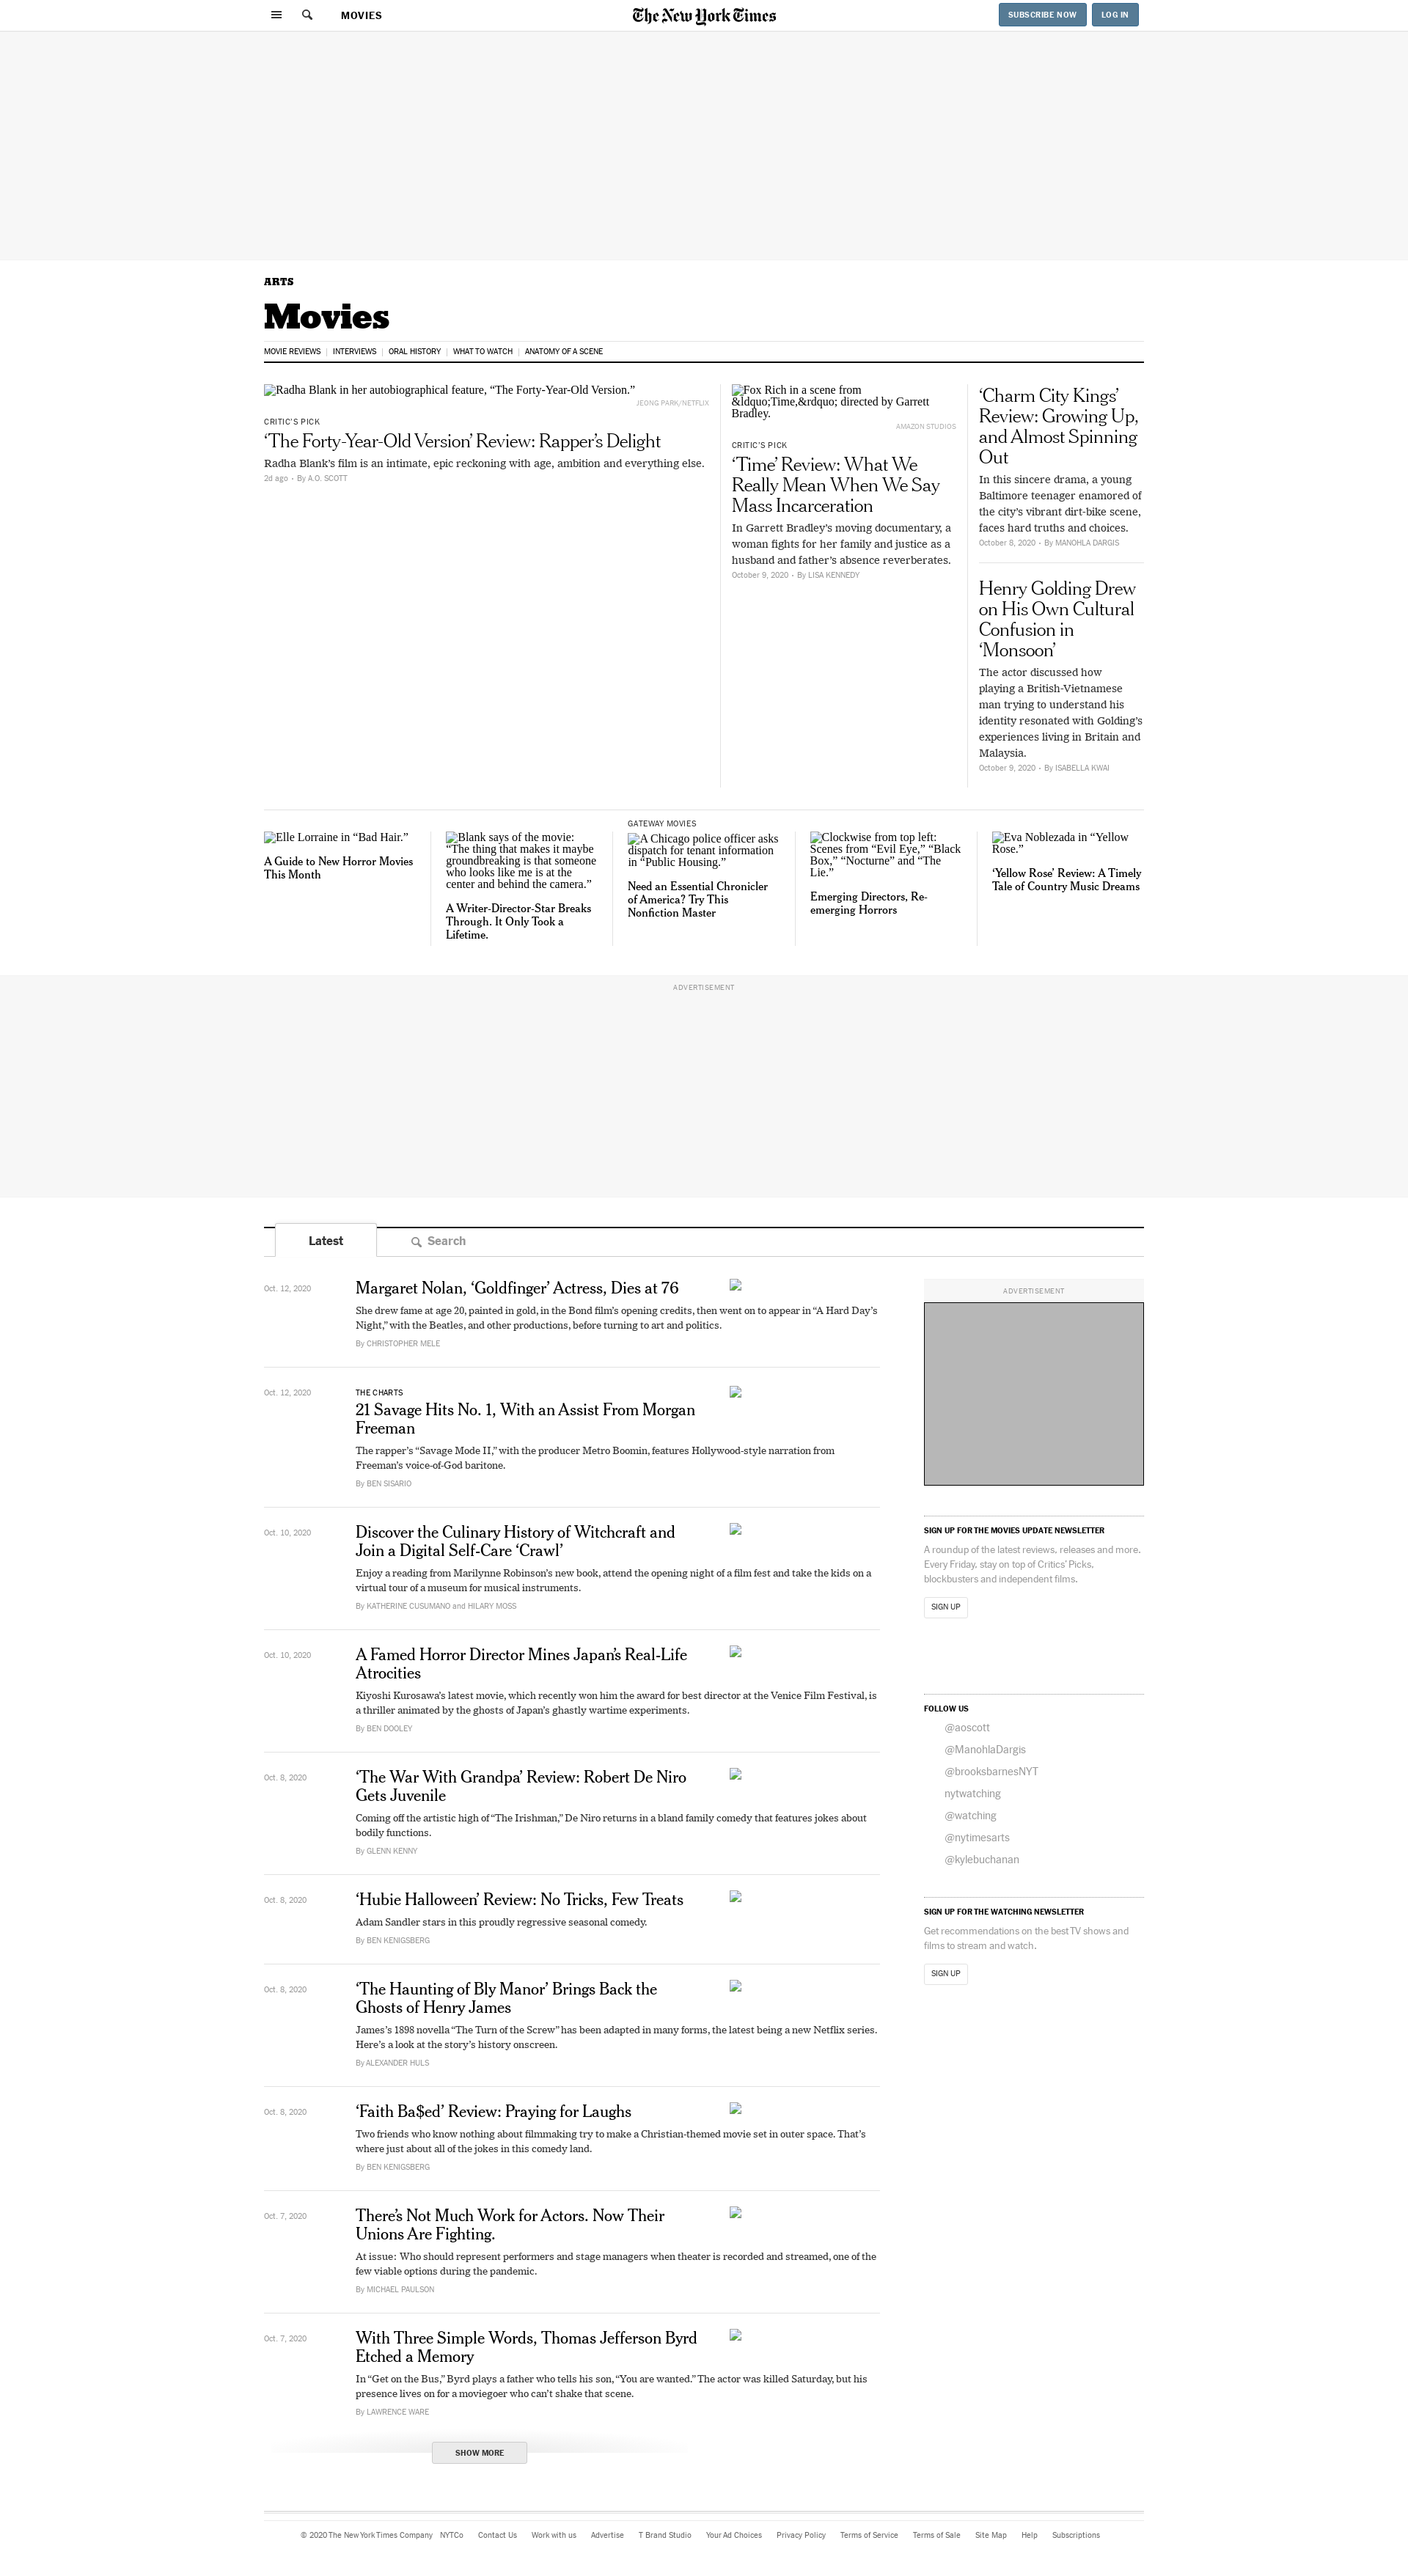 MOVIES
The New York Times
SUBSCRIBE NOW
LOG IN
ARTS
Movies
MOVIE REVIEWS
INTERVIEWS
ORAL HISTORY
WHAT TO WATCH
ANATOMY OF A SCENE
Radha Blank in her autobiographical feature, “The Forty-Year-Old Version.”
JEONG PARK/NETFLIX
CRITIC’S PICK
‘The Forty-Year-Old Version’ Review: Rapper’s Delight
Radha Blank’s film is an intimate, epic reckoning with age, ambition and everything else.
2d ago · By A.O. SCOTT
Fox Rich in a scene from
&ldquo;Time,&rdquo; directed by Garrett
Bradley.
AMAZON STUDIOS
CRITIC’S PICK
‘Time’ Review: What We
Really Mean When We Say
Mass Incarceration
In Garrett Bradley’s moving documentary, a
woman fights for her family and justice as a
husband and father’s absence reverberates.
October 9, 2020 · By LISA KENNEDY
‘Charm City Kings’
Review: Growing Up,
and Almost Spinning
Out
In this sincere drama, a young
Baltimore teenager enamored of
the city’s vibrant dirt-bike scene,
faces hard truths and choices.
October 8, 2020 · By MANOHLA DARGIS
Henry Golding Drew
on His Own Cultural
Confusion in
‘Monsoon’
The actor discussed how
playing a British-Vietnamese
man trying to understand his
identity resonated with Golding’s
experiences living in Britain and
Malaysia.
October 9, 2020 · By ISABELLA KWAI
Elle Lorraine in “Bad Hair.”
A Guide to New Horror Movies
This Month
Blank says of the movie:
“The thing that makes it maybe
groundbreaking is that someone
who looks like me is at the
center and behind the camera.”
A Writer-Director-Star Breaks
Through. It Only Took a
Lifetime.
GATEWAY MOVIES
A Chicago police officer asks
dispatch for tenant information
in “Public Housing.”
Need an Essential Chronicler
of America? Try This
Nonfiction Master
Clockwise from top left:
Scenes from “Evil Eye,” “Black
Box,” “Nocturne” and “The
Lie.”
Emerging Directors, Re-
emerging Horrors
Eva Noblezada in “Yellow
Rose.”
‘Yellow Rose’ Review: A Timely
Tale of Country Music Dreams
ADVERTISEMENT
Latest
Search
Oct. 12, 2020
Margaret Nolan, ‘Goldfinger’ Actress, Dies at 76
She drew fame at age 20, painted in gold, in the Bond film’s opening credits, then went on to appear in “A Hard Day’s
Night,” with the Beatles, and other productions, before turning to art and politics.
By CHRISTOPHER MELE
Oct. 12, 2020
THE CHARTS
21 Savage Hits No. 1, With an Assist From Morgan
Freeman
The rapper’s “Savage Mode II,” with the producer Metro Boomin, features Hollywood-style narration from
Freeman’s voice-of-God baritone.
By BEN SISARIO
Oct. 10, 2020
Discover the Culinary History of Witchcraft and
Join a Digital Self-Care ‘Crawl’
Enjoy a reading from Marilynne Robinson’s new book, attend the opening night of a film fest and take the kids on a
virtual tour of a museum for musical instruments.
By KATHERINE CUSUMANO and HILARY MOSS
Oct. 10, 2020
A Famed Horror Director Mines Japan’s Real-Life
Atrocities
Kiyoshi Kurosawa’s latest movie, which recently won him the award for best director at the Venice Film Festival, is
a thriller animated by the ghosts of Japan’s ghastly wartime experiments.
By BEN DOOLEY
Oct. 8, 2020
‘The War With Grandpa’ Review: Robert De Niro
Gets Juvenile
Coming off the artistic high of “The Irishman,” De Niro returns in a bland family comedy that features jokes about
bodily functions.
By GLENN KENNY
Oct. 8, 2020
‘Hubie Halloween’ Review: No Tricks, Few Treats
Adam Sandler stars in this proudly regressive seasonal comedy.
By BEN KENIGSBERG
Oct. 8, 2020
‘The Haunting of Bly Manor’ Brings Back the
Ghosts of Henry James
James’s 1898 novella “The Turn of the Screw” has been adapted in many forms, the latest being a new Netflix series.
Here’s a look at the story’s history onscreen.
By ALEXANDER HULS
Oct. 8, 2020
‘Faith Ba$ed’ Review: Praying for Laughs
Two friends who know nothing about filmmaking try to make a Christian-themed movie set in outer space. That’s
where just about all of the jokes in this comedy land.
By BEN KENIGSBERG
Oct. 7, 2020
There’s Not Much Work for Actors. Now Their
Unions Are Fighting.
At issue: Who should represent performers and stage managers when theater is recorded and streamed, one of the
few viable options during the pandemic.
By MICHAEL PAULSON
Oct. 7, 2020
With Three Simple Words, Thomas Jefferson Byrd
Etched a Memory
In “Get on the Bus,” Byrd plays a father who tells his son, “You are wanted.” The actor was killed Saturday, but his
presence lives on for a moviegoer who can’t shake that scene.
By LAWRENCE WARE
SHOW MORE
ADVERTISEMENT
SIGN UP FOR THE MOVIES UPDATE NEWSLETTER
A roundup of the latest reviews, releases and more.
Every Friday, stay on top of Critics’ Picks,
blockbusters and independent films.
SIGN UP
FOLLOW US
@aoscott
@ManohlaDargis
@brooksbarnesNYT
nytwatching
@watching
@nytimesarts
@kylebuchanan
SIGN UP FOR THE WATCHING NEWSLETTER
Get recommendations on the best TV shows and
films to stream and watch.
SIGN UP
© 2020 The New York Times Company
NYTCo
Contact Us
Work with us
Advertise
T Brand Studio
Your Ad Choices
Privacy Policy
Terms of Service
Terms of Sale
Site Map
Help
Subscriptions